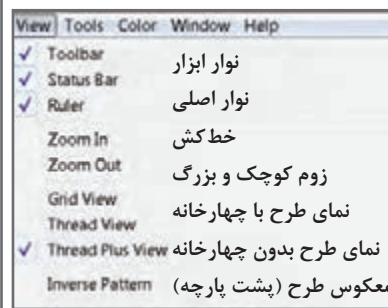 View Tools Color Window Help
Toolbar نوار ابزار
Status Bar
Ruler نوار اصلی
خط‌کش
Zoom In
Zoom Out زوم کوچک و بزرگ
Grid View نمای طرح با چهارخانه
Thread View
Thread Plus View نمای طرح بدون چهارخانه
Inverse Pattern معکوس طرح (پشت پارچه)